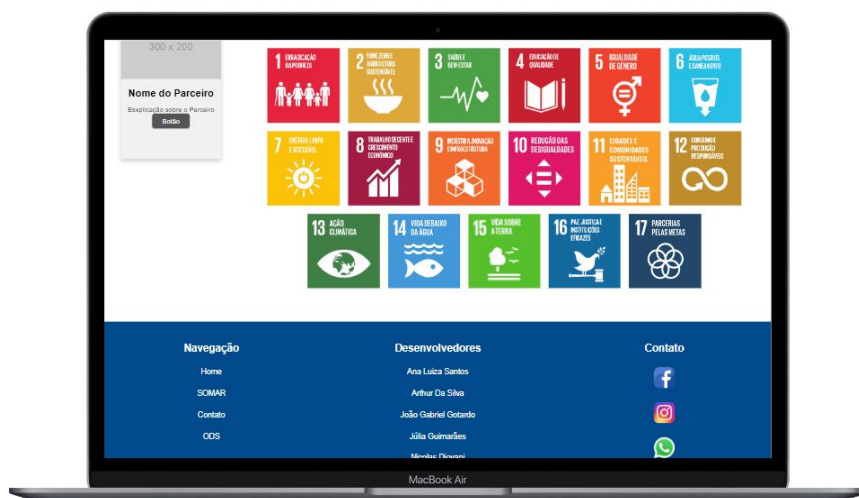 300 x 200
Nome do Parceiro
Esxplicação sobre o Parceiro
Botão
1 ERRADICAÇÃO
DA POBREZA
2 FOME ZERO E
AGRICULTURA
SUSTENTÁVEL
3 SAÚDE E
BEM-ESTAR
4 EDUCAÇÃO DE
QUALIDADE
5 IGUALDADE
DE GÉNERO
6 ÁGUA POTÁVEL
E SANEAMENTO
7 ENERGIA LIMPA
E ACESSÍVEL
8 TRABALHO DECENTE E
CRESCIMENTO
ECONÓMICO
9 INDÚSTRIA, INOVAÇÃO
E INFRAESTRUTURA
10 REDUÇÃO DAS
DESIGUALDADES
11 CIDADES E
COMUNIDADES
SUSTENTÁVEIS
12 CONSUMO E
PRODUÇÃO
RESPONSÁVEIS
13 AÇÃO
CLIMÁTICA
14 VIDA DEBAIXO
DA ÁGUA
15 VIDA SOBRE
A TERRA
16 PAZ, JUSTIÇA E
INSTITUIÇÕES
EFICAZES
17 PARCERIAS
PELAS METAS
Navegação
Home
SOMAR
Contato
ODS
Desenvolvedores
Ana Luiza Santos
Arthur Da Silva
João Gabriel Gotardo
Júlia Guimarães
Nicolas Diovani
Contato
MacBook Air